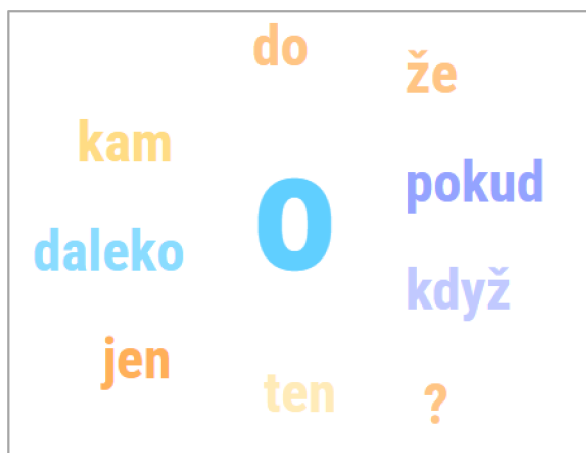 do
že
kam
pokud
o
daleko
když
jen
ten
?